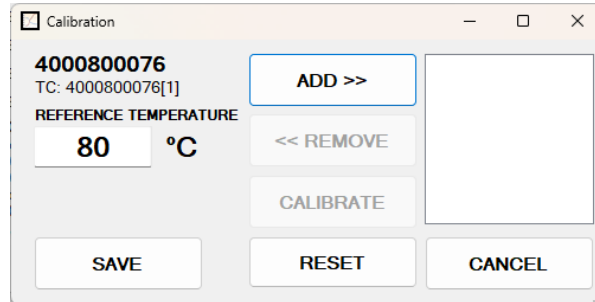 Calibration
4000800076
TC: 4000800076[1]
REFERENCE TEMPERATURE
80 °C
ADD >>
<< REMOVE
CALIBRATE
SAVE
RESET
CANCEL